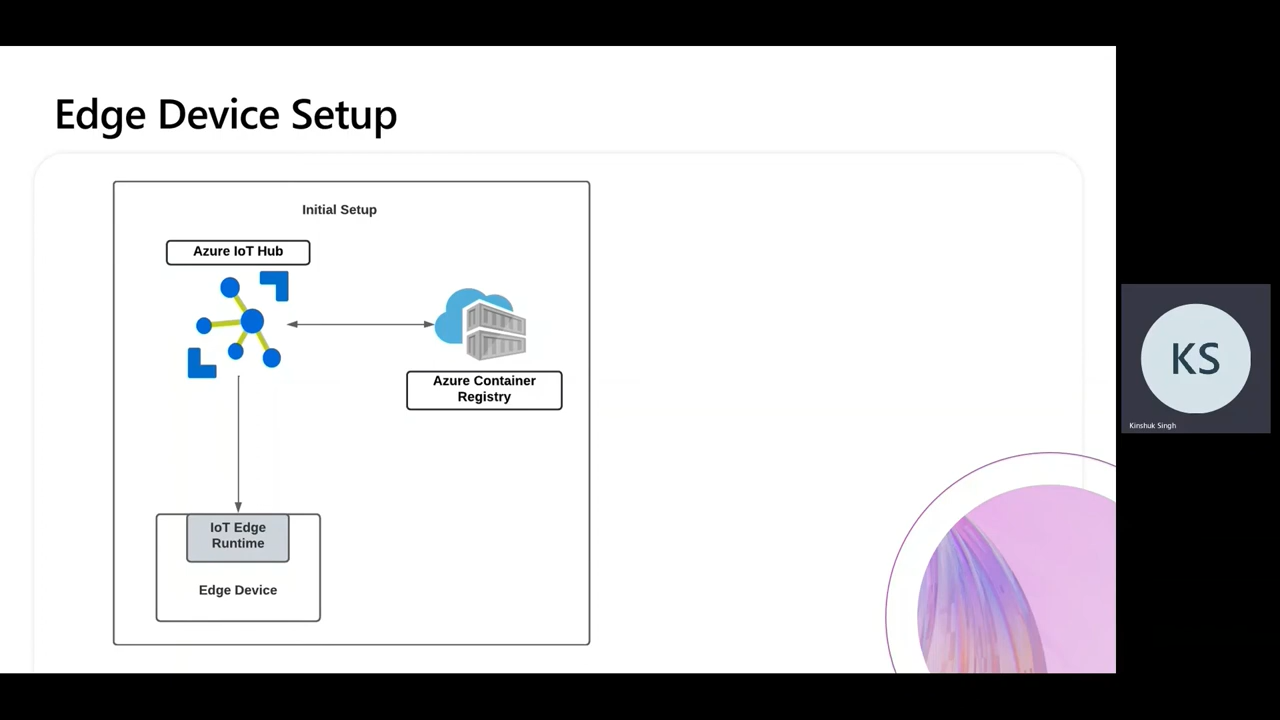 Edge Device Setup
Initial Setup
Azure IoT Hub
Azure Container
Registry
IoT Edge
Runtime
Edge Device
KS
Kinshuk Singh